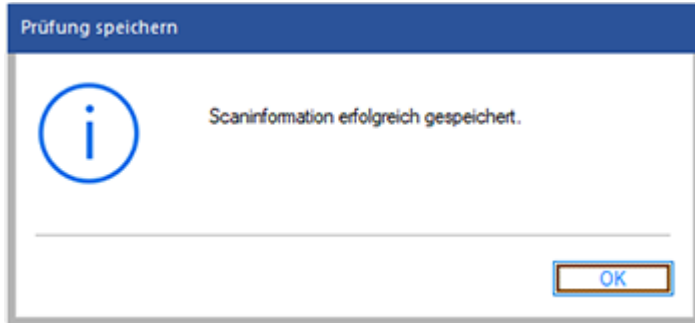 Prüfung speichern
Scaninformation erfolgreich gespeichert.
OK